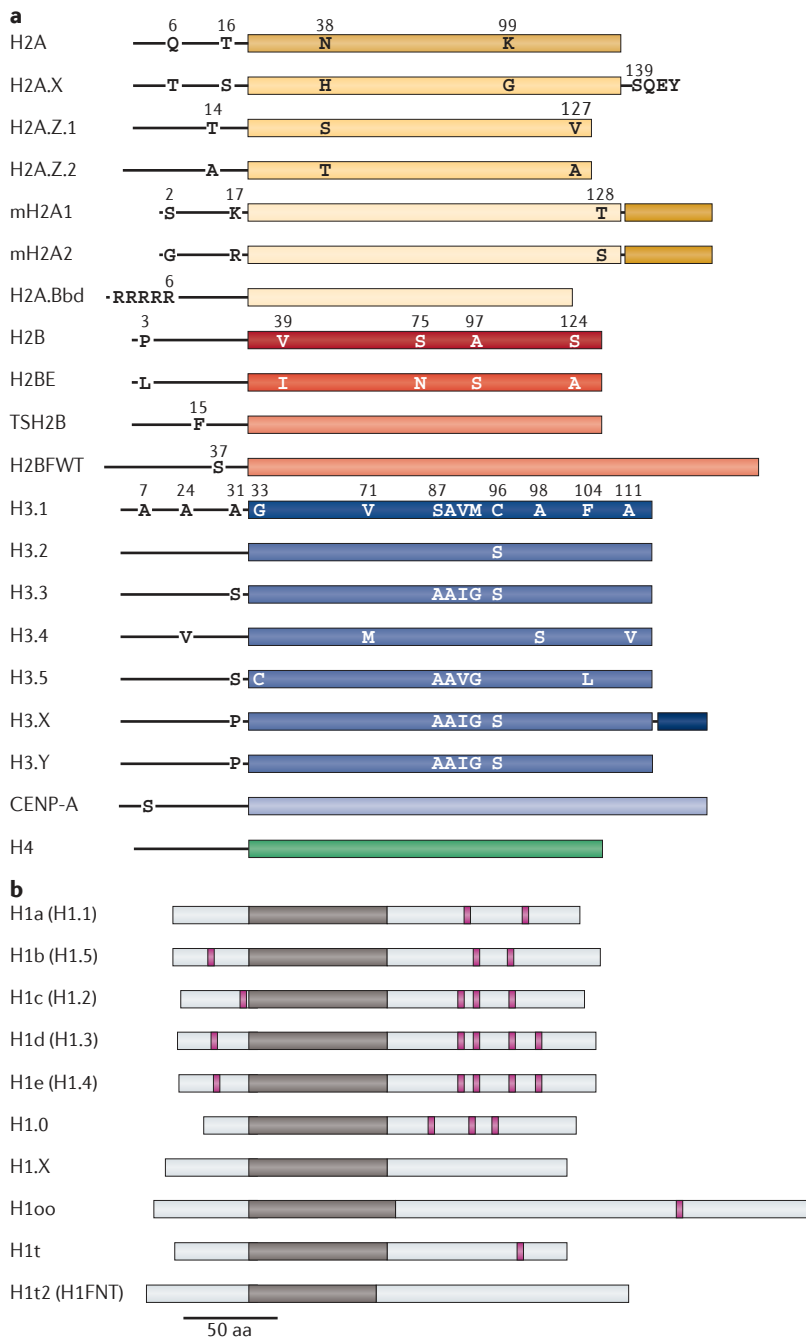 a
6 16 38 99
H2A Q T N K
139
H2A.X T S H G SQEY
14 127
H2A.Z.1 T S V
H2A.Z.2 A T A
2 17 128
mH2A1 S K T
mH2A2 G R S
6
H2A.Bbd RRRRR
3 39 75 97 124
H2B P V S A S
H2BE L I N S A
15
TSH2B F
37
H2BFWT S
7 24 31 33 71 87 96 98 104 111
H3.1 A A A G V SAVM C A F A
H3.2 S
H3.3 S AAIG S
H3.4 V M S V
H3.5 S C AAVG L
H3.X P AAIG S
H3.Y P AAIG S
CENP-A S
H4
b
H1a (H1.1)
H1b (H1.5)
H1c (H1.2)
H1d (H1.3)
H1e (H1.4)
H1.0
H1.X
H1oo
H1t
H1t2 (H1FNT)
50 aa